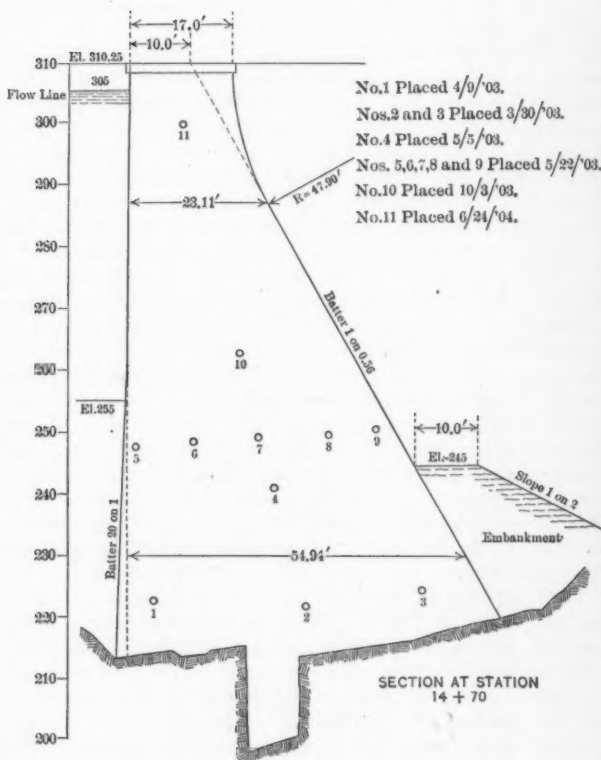 17.0'
10.0'
El. 310.25
310
305
Flow Line
300
290
280
270
260
250
240
230
220
210
200
11
No.1 Placed 4/9/'03.
Nos.2 and 3 Placed 3/30/'03.
No.4 Placed 5/5/'03.
Nos. 5,6,7,8 and 9 Placed 5/22/'03.
No.10 Placed 10/3/'03.
No.11 Placed 6/24/'04.
R=47.90'
23.11'
Batter 1 on 0.56
10
El.255
5
6
7
8
9
4
10.0'
El.-245
Slope 1 on 2
Embankment
Batter 20 on 1
54.94'
1
2
3
SECTION AT STATION
14 + 70